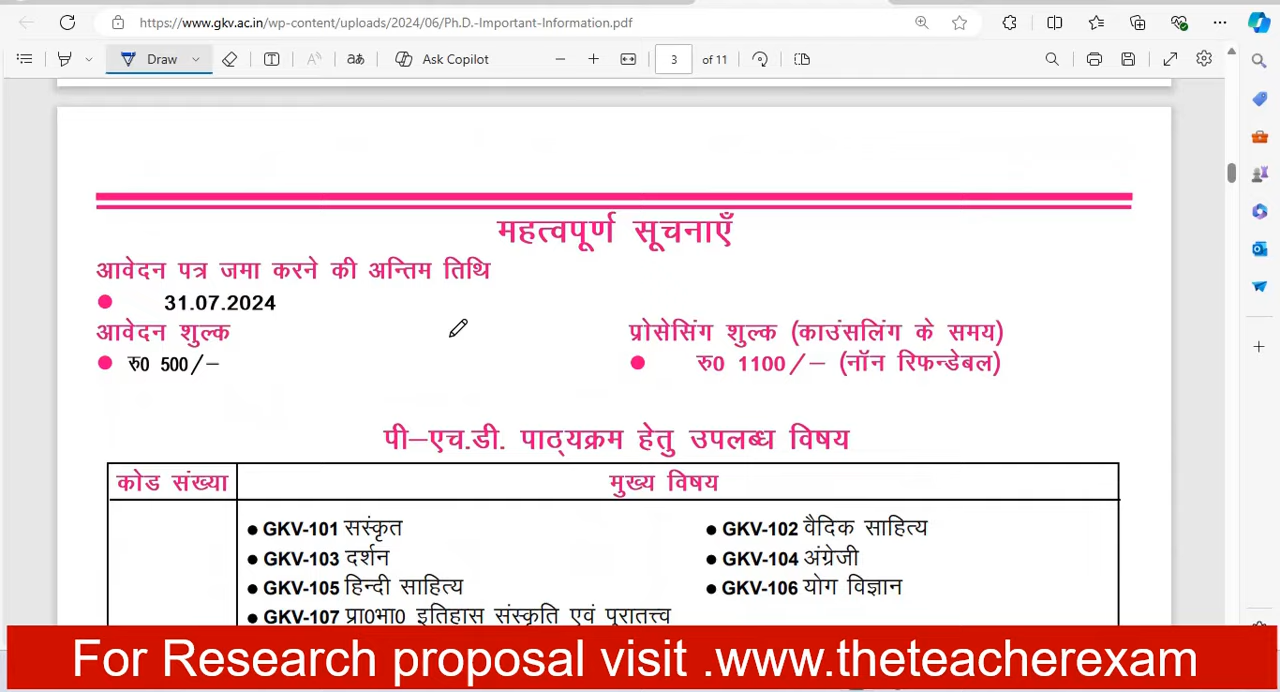 https://www.gkv.ac.in/wp-content/uploads/2024/06/Ph.D.-Important-Information.pdf
Draw aあ Ask Copilot 3 of 11
महत्वपूर्ण सूचनाएँ
आवेदन पत्र जमा करने की अन्तिम तिथि
● 31.07.2024
आवेदन शुल्क प्रोसेसिंग शुल्क (काउंसलिंग के समय)
● रु0 500/– ● रु0 1100/– (नॉन रिफन्डेबल)
पी–एच.डी. पाठ्यक्रम हेतु उपलब्ध विषय
कोड संख्या मुख्य विषय
● GKV-101 सस्ंकृत ● GKV-102 वैदिक साहित्य
● GKV-103 दर्शन ● GKV-104 अंग्रेजी
● GKV-105 हिन्दी साहित्य ● GKV-106 योग विज्ञान
● GKV-107 प्रा0भा0 इतिहास संस्कृति एवं पुरातत्त्व
For Research proposal visit .www.theteacherexam